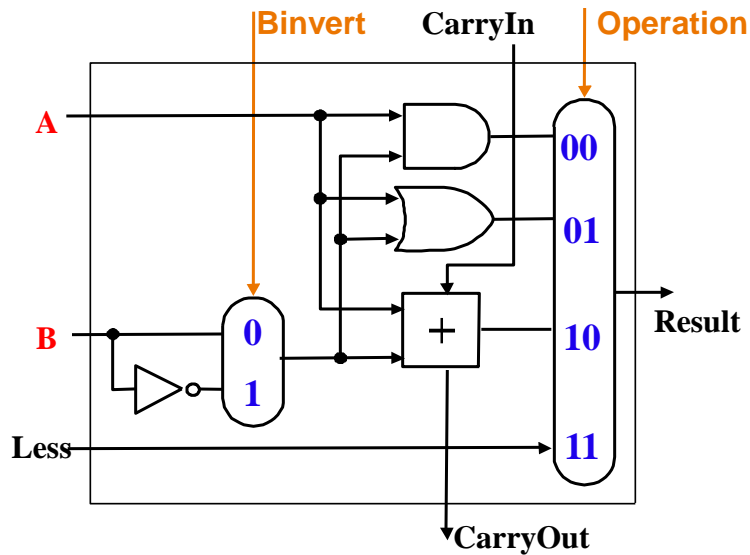 Binvert
CarryIn
Operation
A
00
01
+
B
0
1
10
Result
Less
11
CarryOut